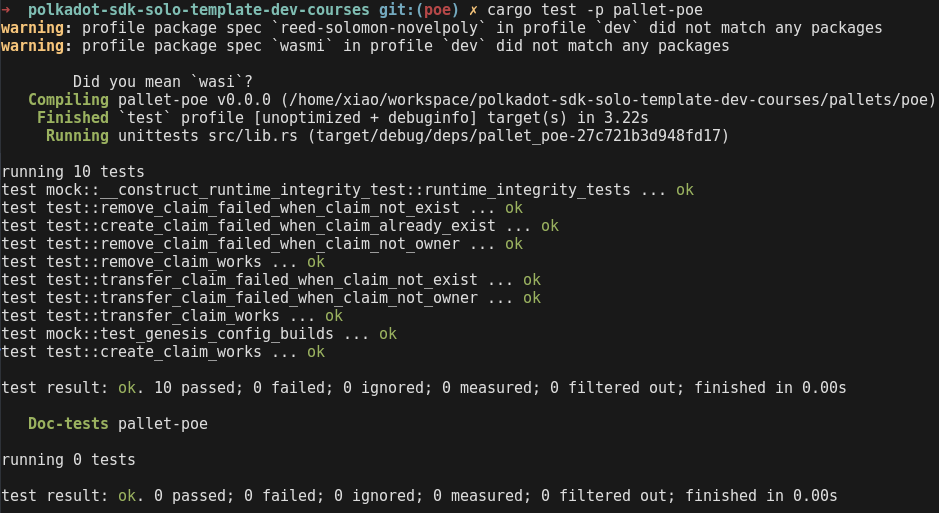 ➜  polkadot-sdk-solo-template-dev-courses git:(poe) ✗ cargo test -p pallet-poe
warning: profile package spec `reed-solomon-novelpoly` in profile `dev` did not match any packages
warning: profile package spec `wasmi` in profile `dev` did not match any packages
Did you mean `wasi`?
Compiling pallet-poe v0.0.0 (/home/xiao/workspace/polkadot-sdk-solo-template-dev-courses/pallets/poe)
Finished `test` profile [unoptimized + debuginfo] target(s) in 3.22s
Running unittests src/lib.rs (target/debug/deps/pallet_poe-27c721b3d948fd17)
running 10 tests
test mock::__construct_runtime_integrity_test::runtime_integrity_tests ... ok
test test::remove_claim_failed_when_claim_not_exist ... ok
test test::create_claim_failed_when_claim_already_exist ... ok
test test::remove_claim_failed_when_claim_not_owner ... ok
test test::remove_claim_works ... ok
test test::transfer_claim_failed_when_claim_not_exist ... ok
test test::transfer_claim_failed_when_claim_not_owner ... ok
test test::transfer_claim_works ... ok
test mock::test_genesis_config_builds ... ok
test test::create_claim_works ... ok
test result: ok. 10 passed; 0 failed; 0 ignored; 0 measured; 0 filtered out; finished in 0.00s
Doc-tests pallet-poe
running 0 tests
test result: ok. 0 passed; 0 failed; 0 ignored; 0 measured; 0 filtered out; finished in 0.00s